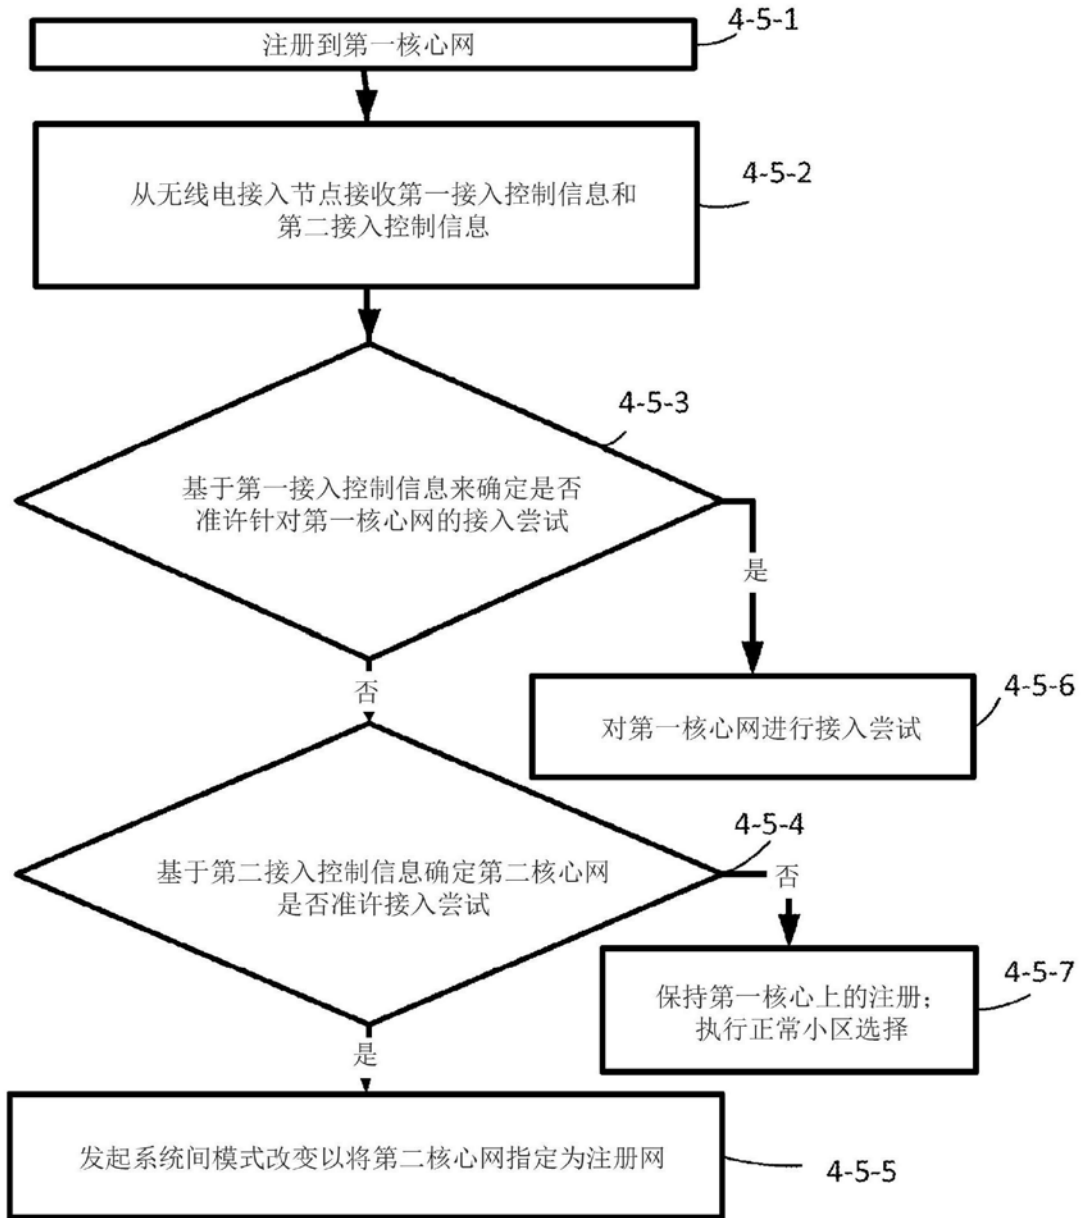 注册到第一核心网
4-5-1
从无线电接入节点接收第一接入控制信息和
第二接入控制信息
4-5-2
4-5-3
基于第一接入控制信息来确定是否
准许针对第一核心网的接入尝试
是
否
4-5-6
对第一核心网进行接入尝试
4-5-4
基于第二接入控制信息确定第二核心网
是否准许接入尝试
否
4-5-7
保持第一核心上的注册；
执行正常小区选择
是
发起系统间模式改变以将第二核心网指定为注册网
4-5-5